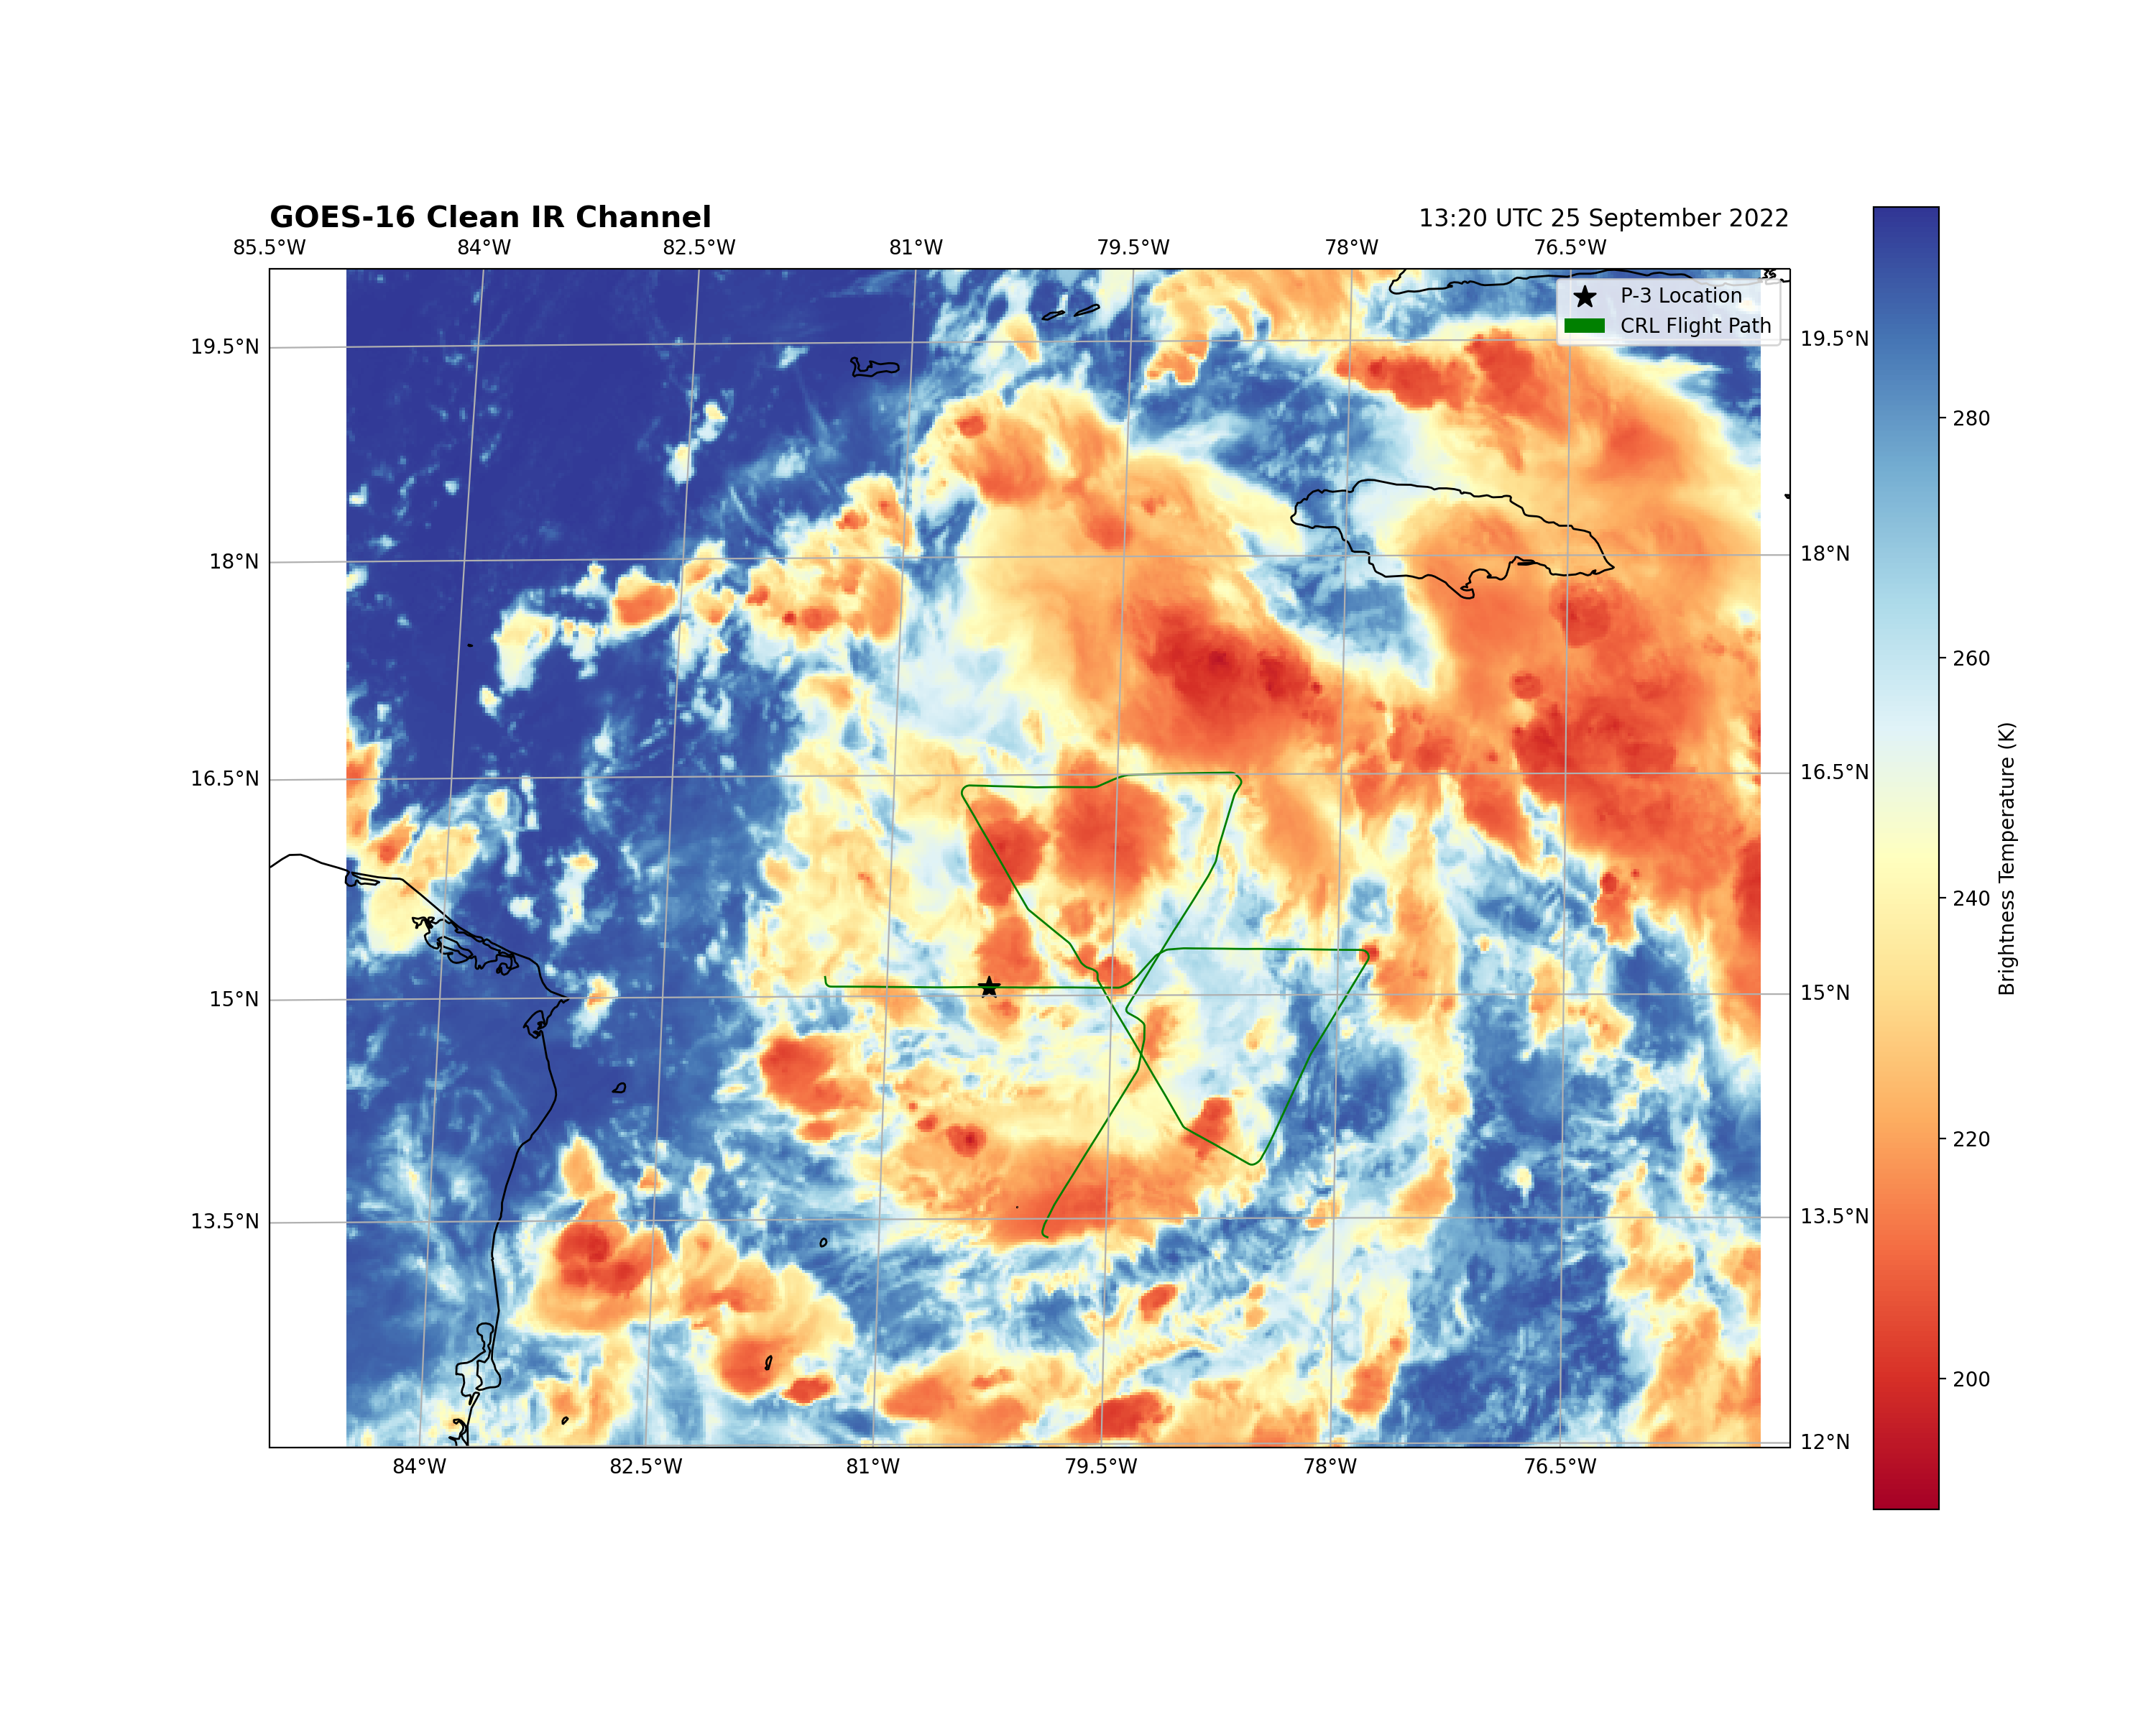 GOES-16 Clean IR Channel
13:20 UTC 25 September 2022
85.5°W 84°W 82.5°W 81°W 79.5°W 78°W 76.5°W
P-3 Location
CRL Flight Path
19.5°N 19.5°N
18°N 18°N
16.5°N 16.5°N
15°N 15°N
13.5°N 13.5°N
12°N
84°W 82.5°W 81°W 79.5°W 78°W 76.5°W
280
260
240
220
200
Brightness Temperature (K)